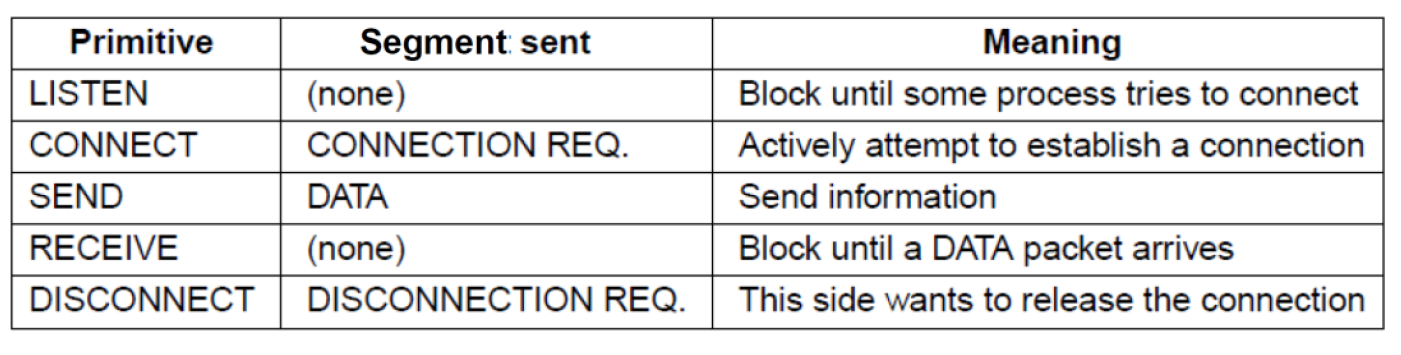 Primitive Segment sent Meaning
LISTEN (none) Block until some process tries to connect
CONNECT CONNECTION REQ. Actively attempt to establish a connection
SEND DATA Send information
RECEIVE (none) Block until a DATA packet arrives
DISCONNECT DISCONNECTION REQ. This side wants to release the connection